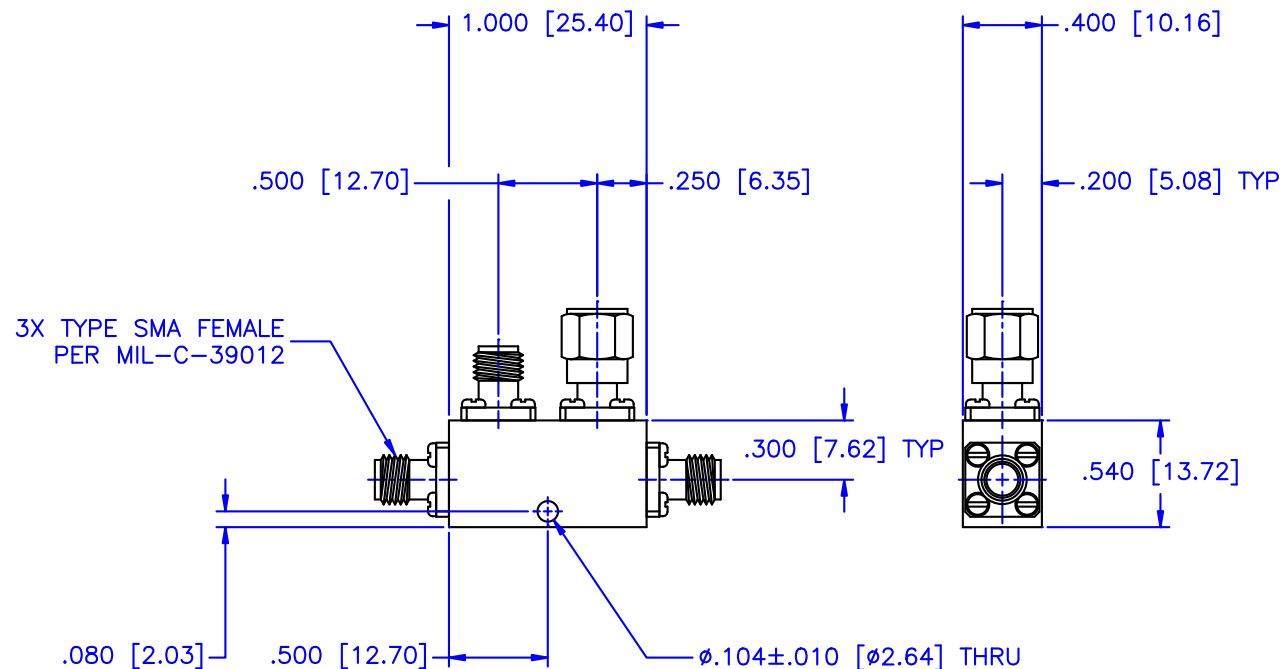 1.000 [25.40]
.400 [10.16]
.500 [12.70]
.250 [6.35]
.200 [5.08] TYP
3X TYPE SMA FEMALE
PER MIL-C-39012
.300 [7.62] TYP
.540 [13.72]
.080 [2.03]
.500 [12.70]
ø.104±.010 [ø2.64] THRU